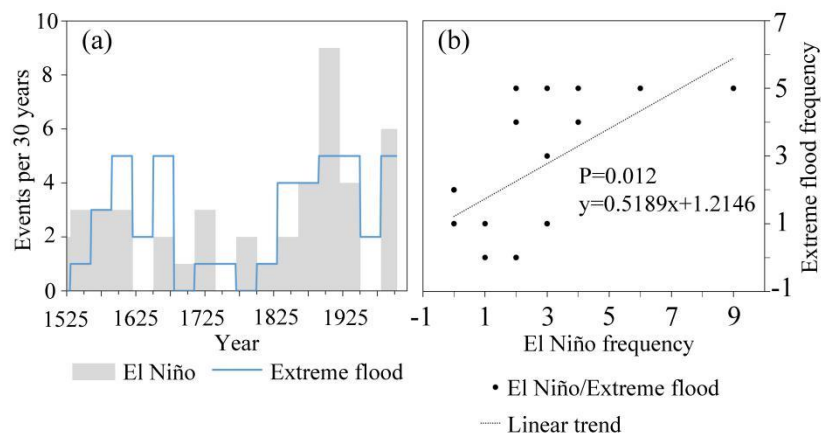 (a)
Events per 30 years
10
8
6
4
2
0
1525
1625
1725
1825
1925
Year
El Niño
Extreme flood
(b)
7
5
3
1
-1
Extreme flood frequency
P=0.012
y=0.5189x+1.2146
-1
1
3
5
7
9
El Niño frequency
El Niño/Extreme flood
Linear trend